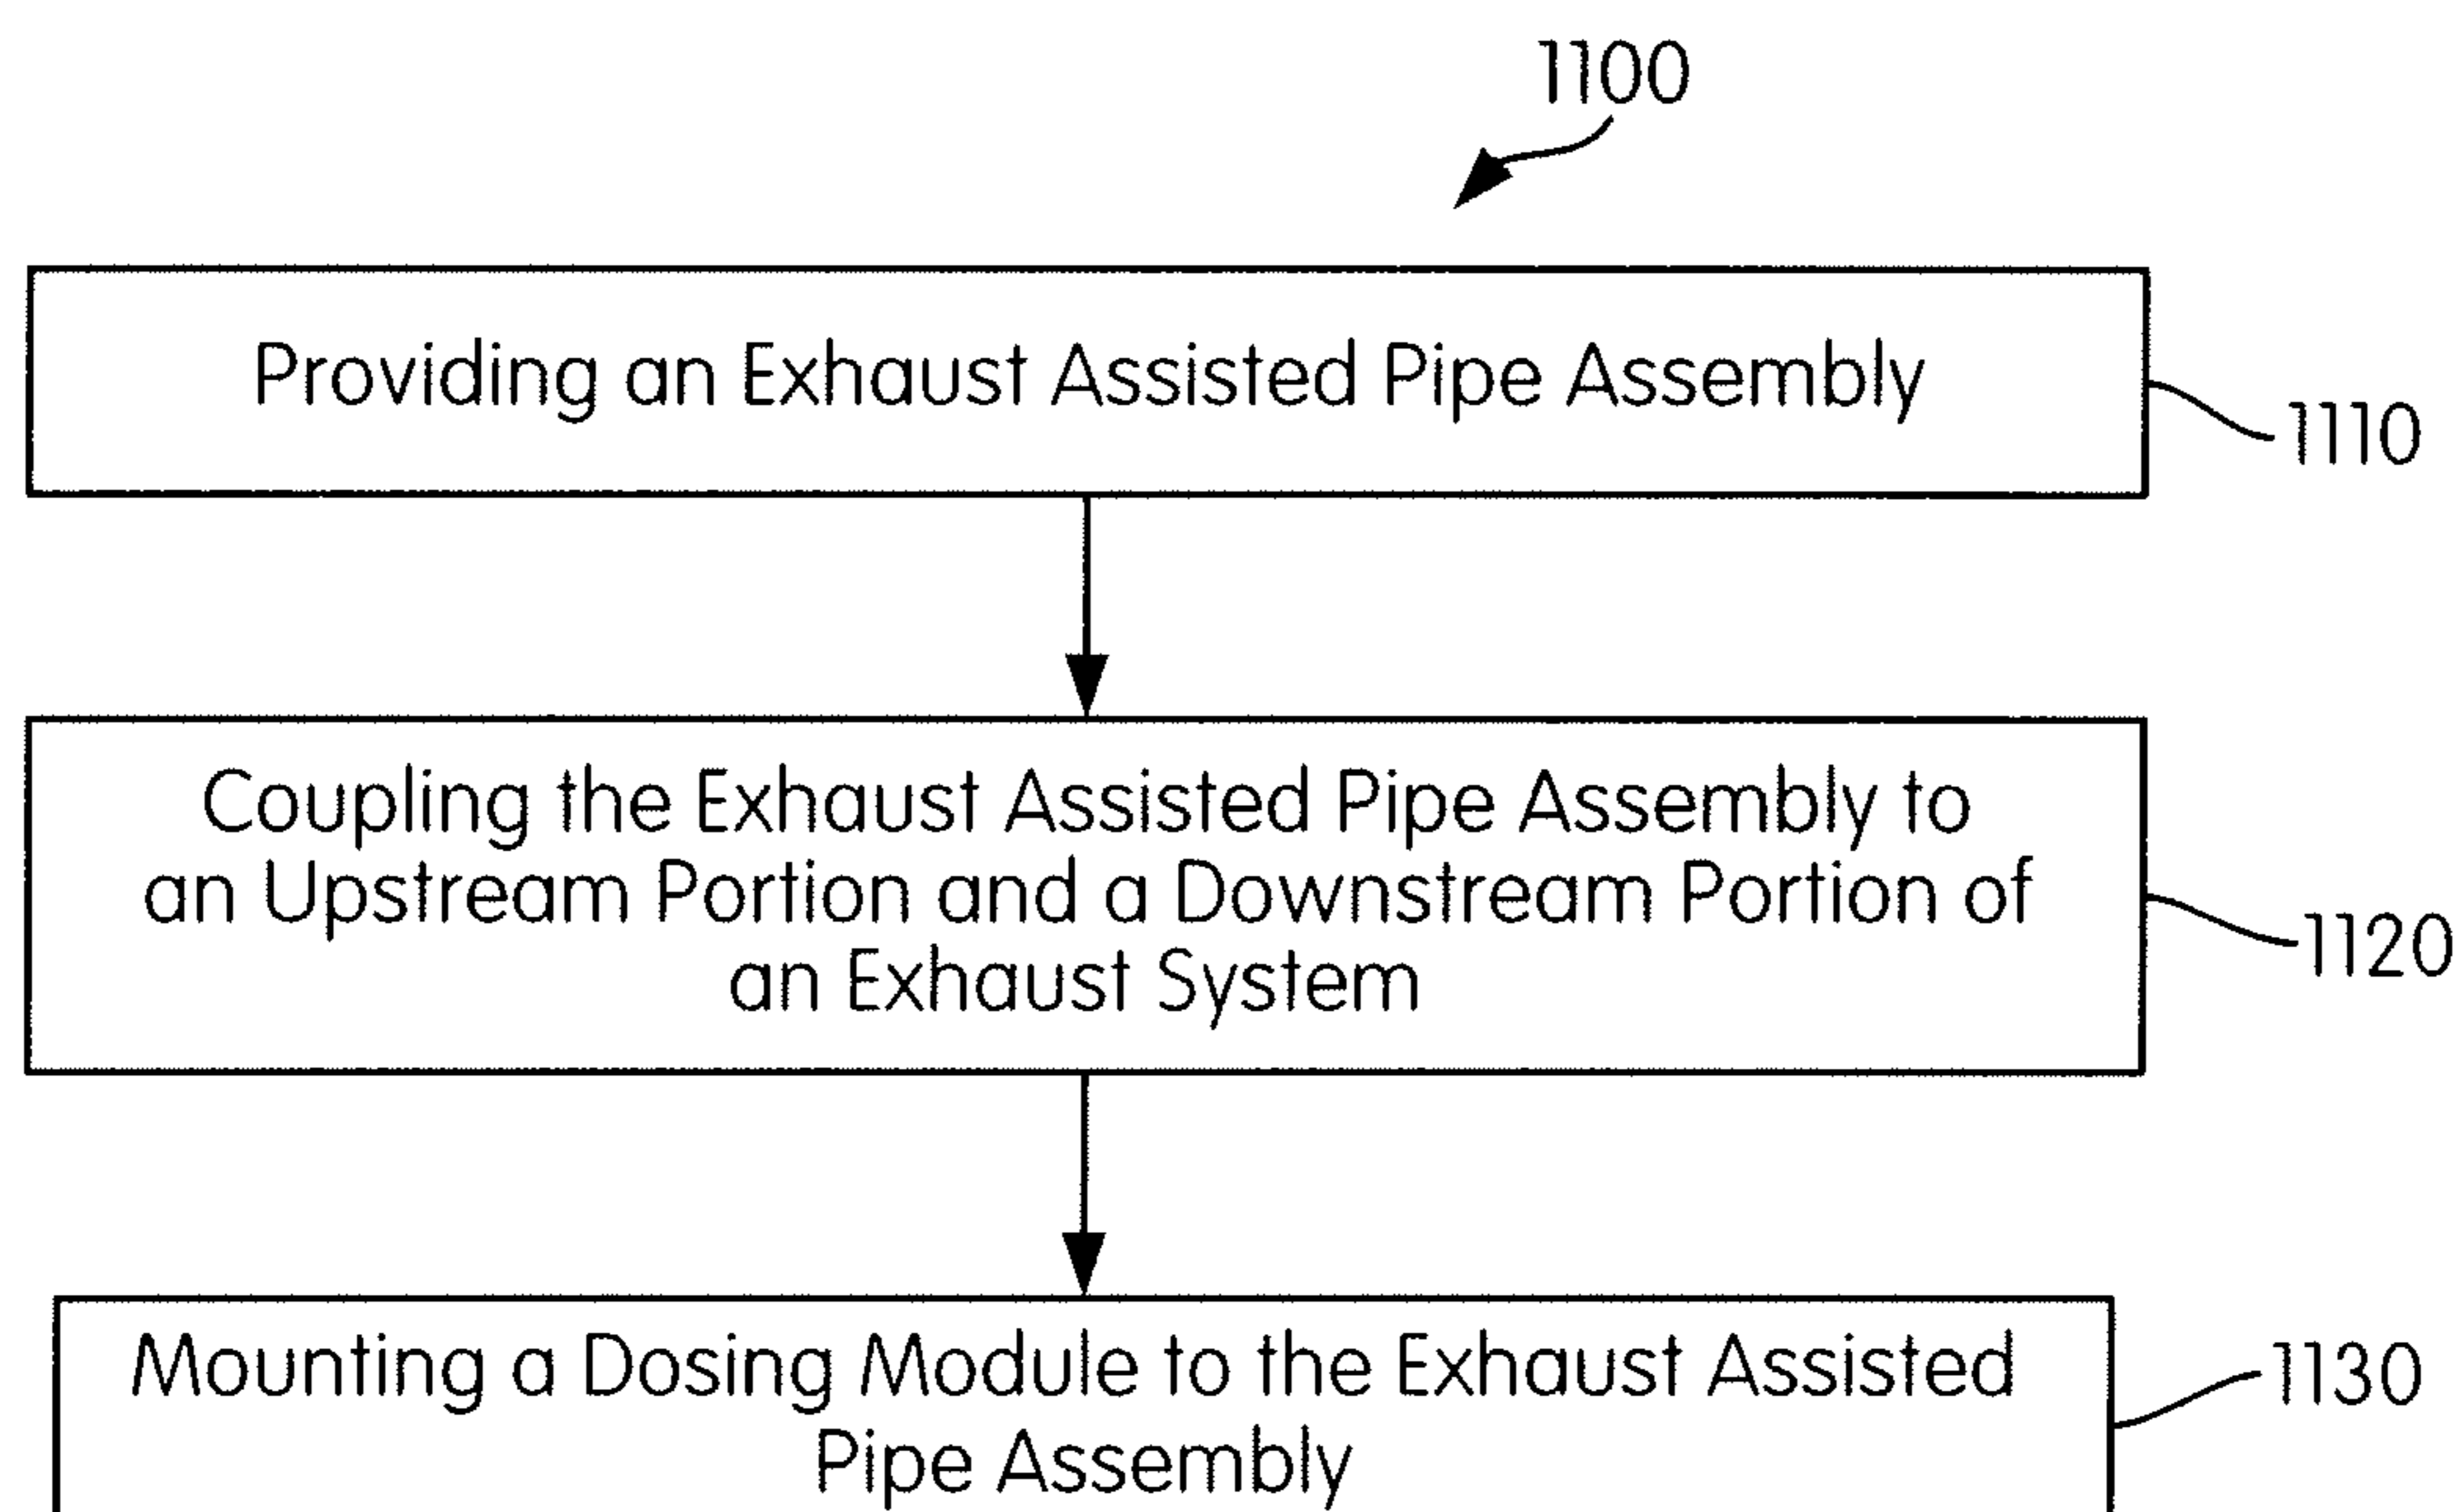 1100
Providing an Exhaust Assisted Pipe Assembly
1110
Coupling the Exhaust Assisted Pipe Assembly to
an Upstream Portion and a Downstream Portion of
an Exhaust System
1120
Mounting a Dosing Module to the Exhaust Assisted
Pipe Assembly
1130